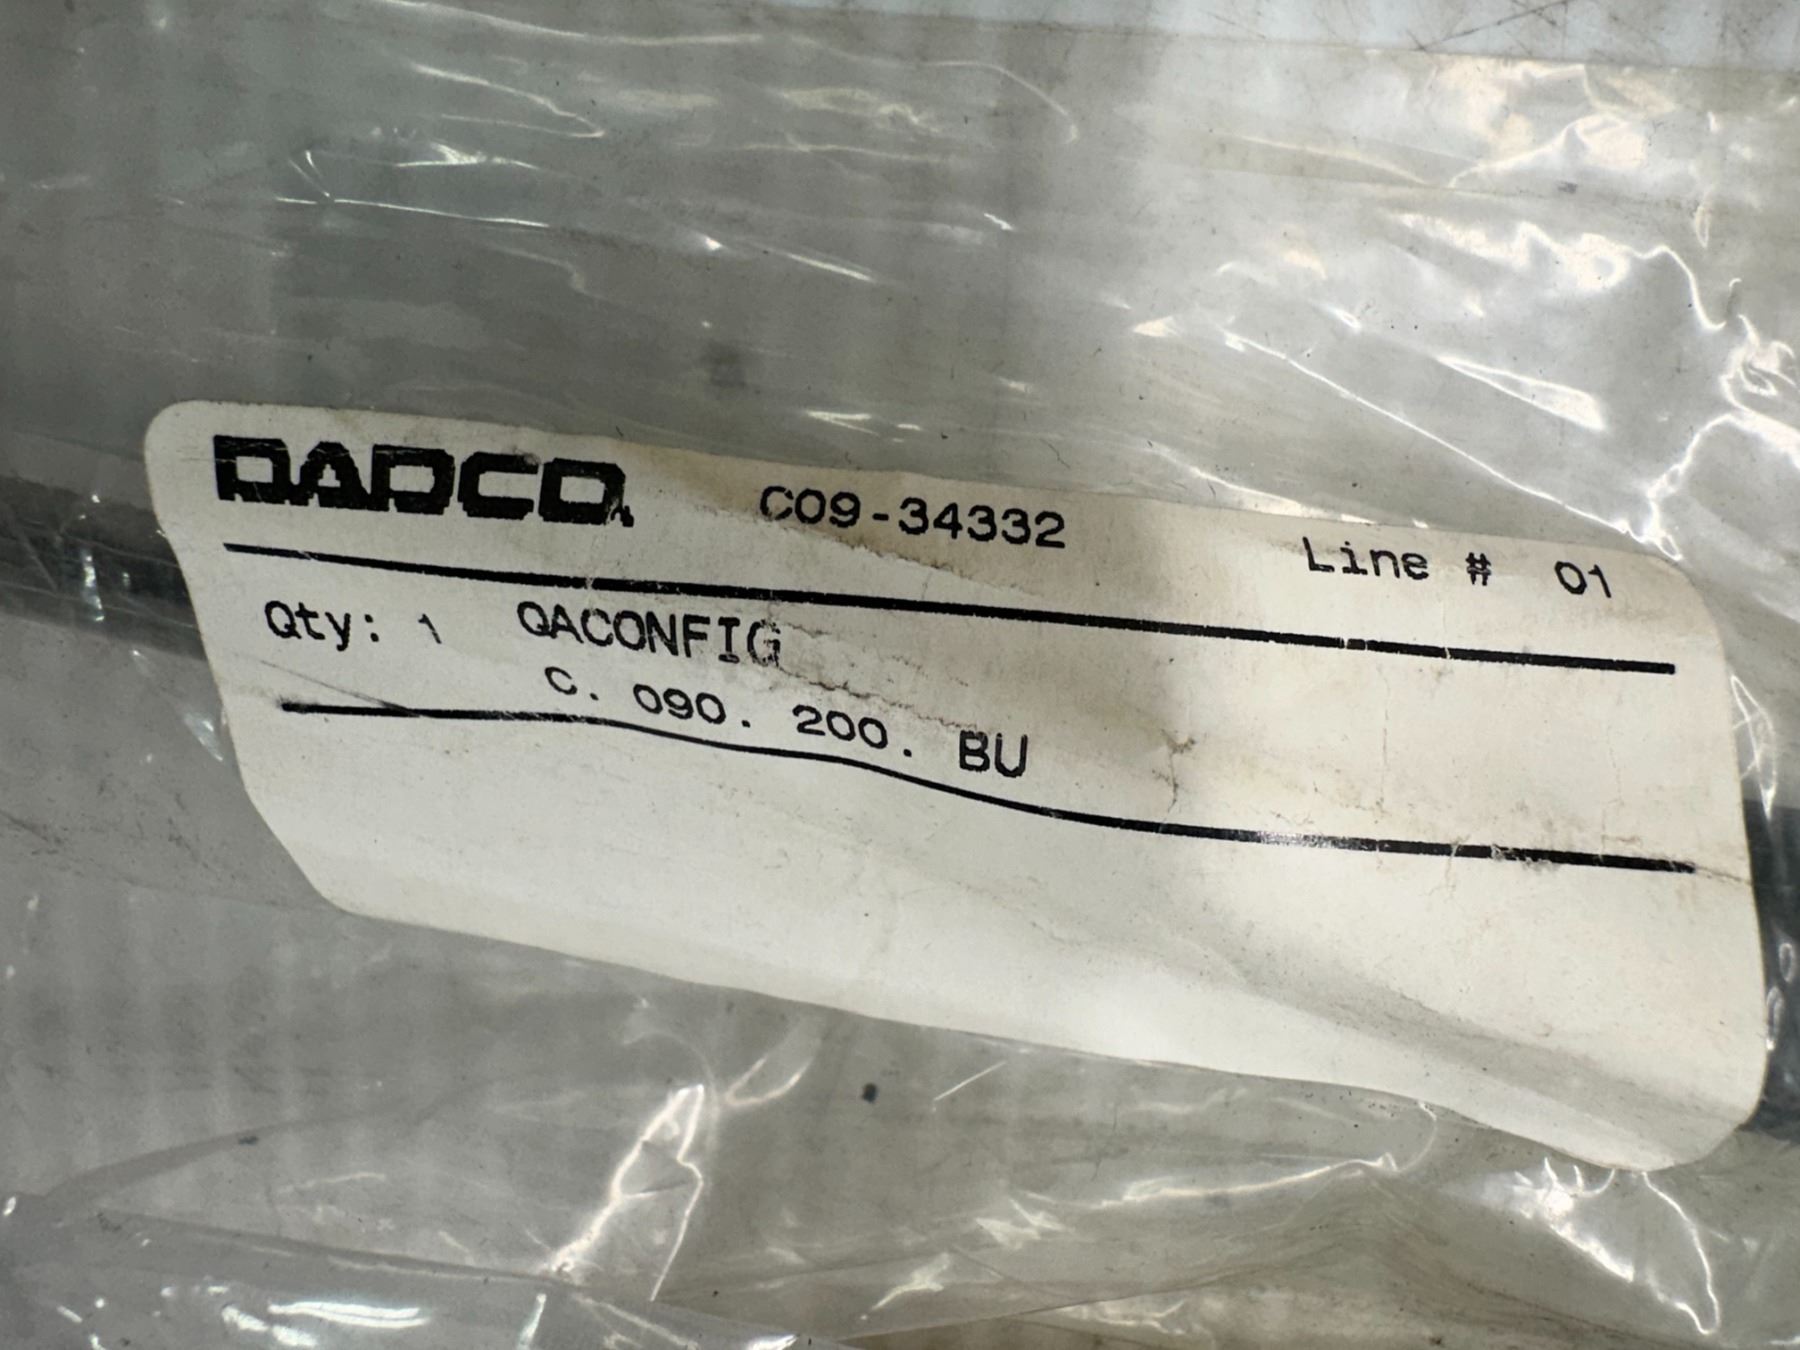 DADCO C09-34332 Line # 01
Qty: 1 QACONFIG
C. 090. 200. BU